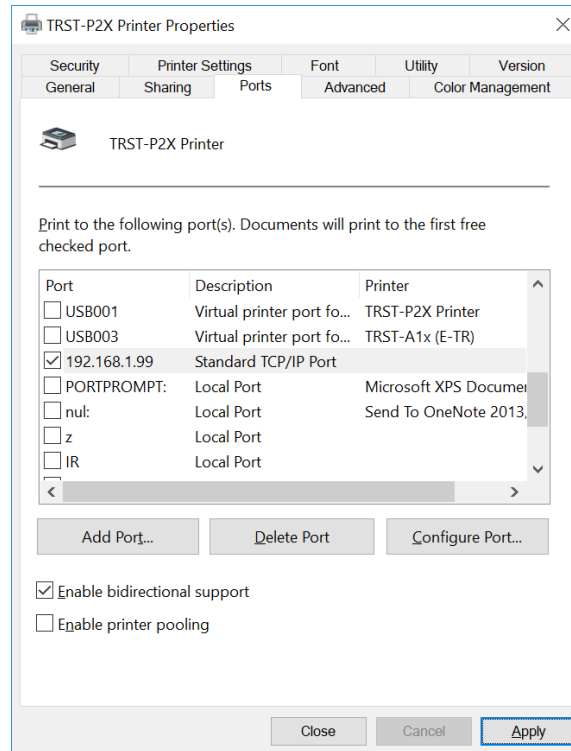 TRST-P2X Printer Properties
Security Printer Settings Font Utility Version
General Sharing Ports Advanced Color Management
TRST-P2X Printer
Print to the following port(s). Documents will print to the first free
checked port.
Port Description Printer
USB001 Virtual printer port fo... TRST-P2X Printer
USB003 Virtual printer port fo... TRST-A1x (E-TR)
192.168.1.99 Standard TCP/IP Port
PORTPROMPT: Local Port Microsoft XPS Documen
nul: Local Port Send To OneNote 2013,
z Local Port
IR Local Port
Add Port... Delete Port Configure Port...
Enable bidirectional support
Enable printer pooling
Close Cancel Apply